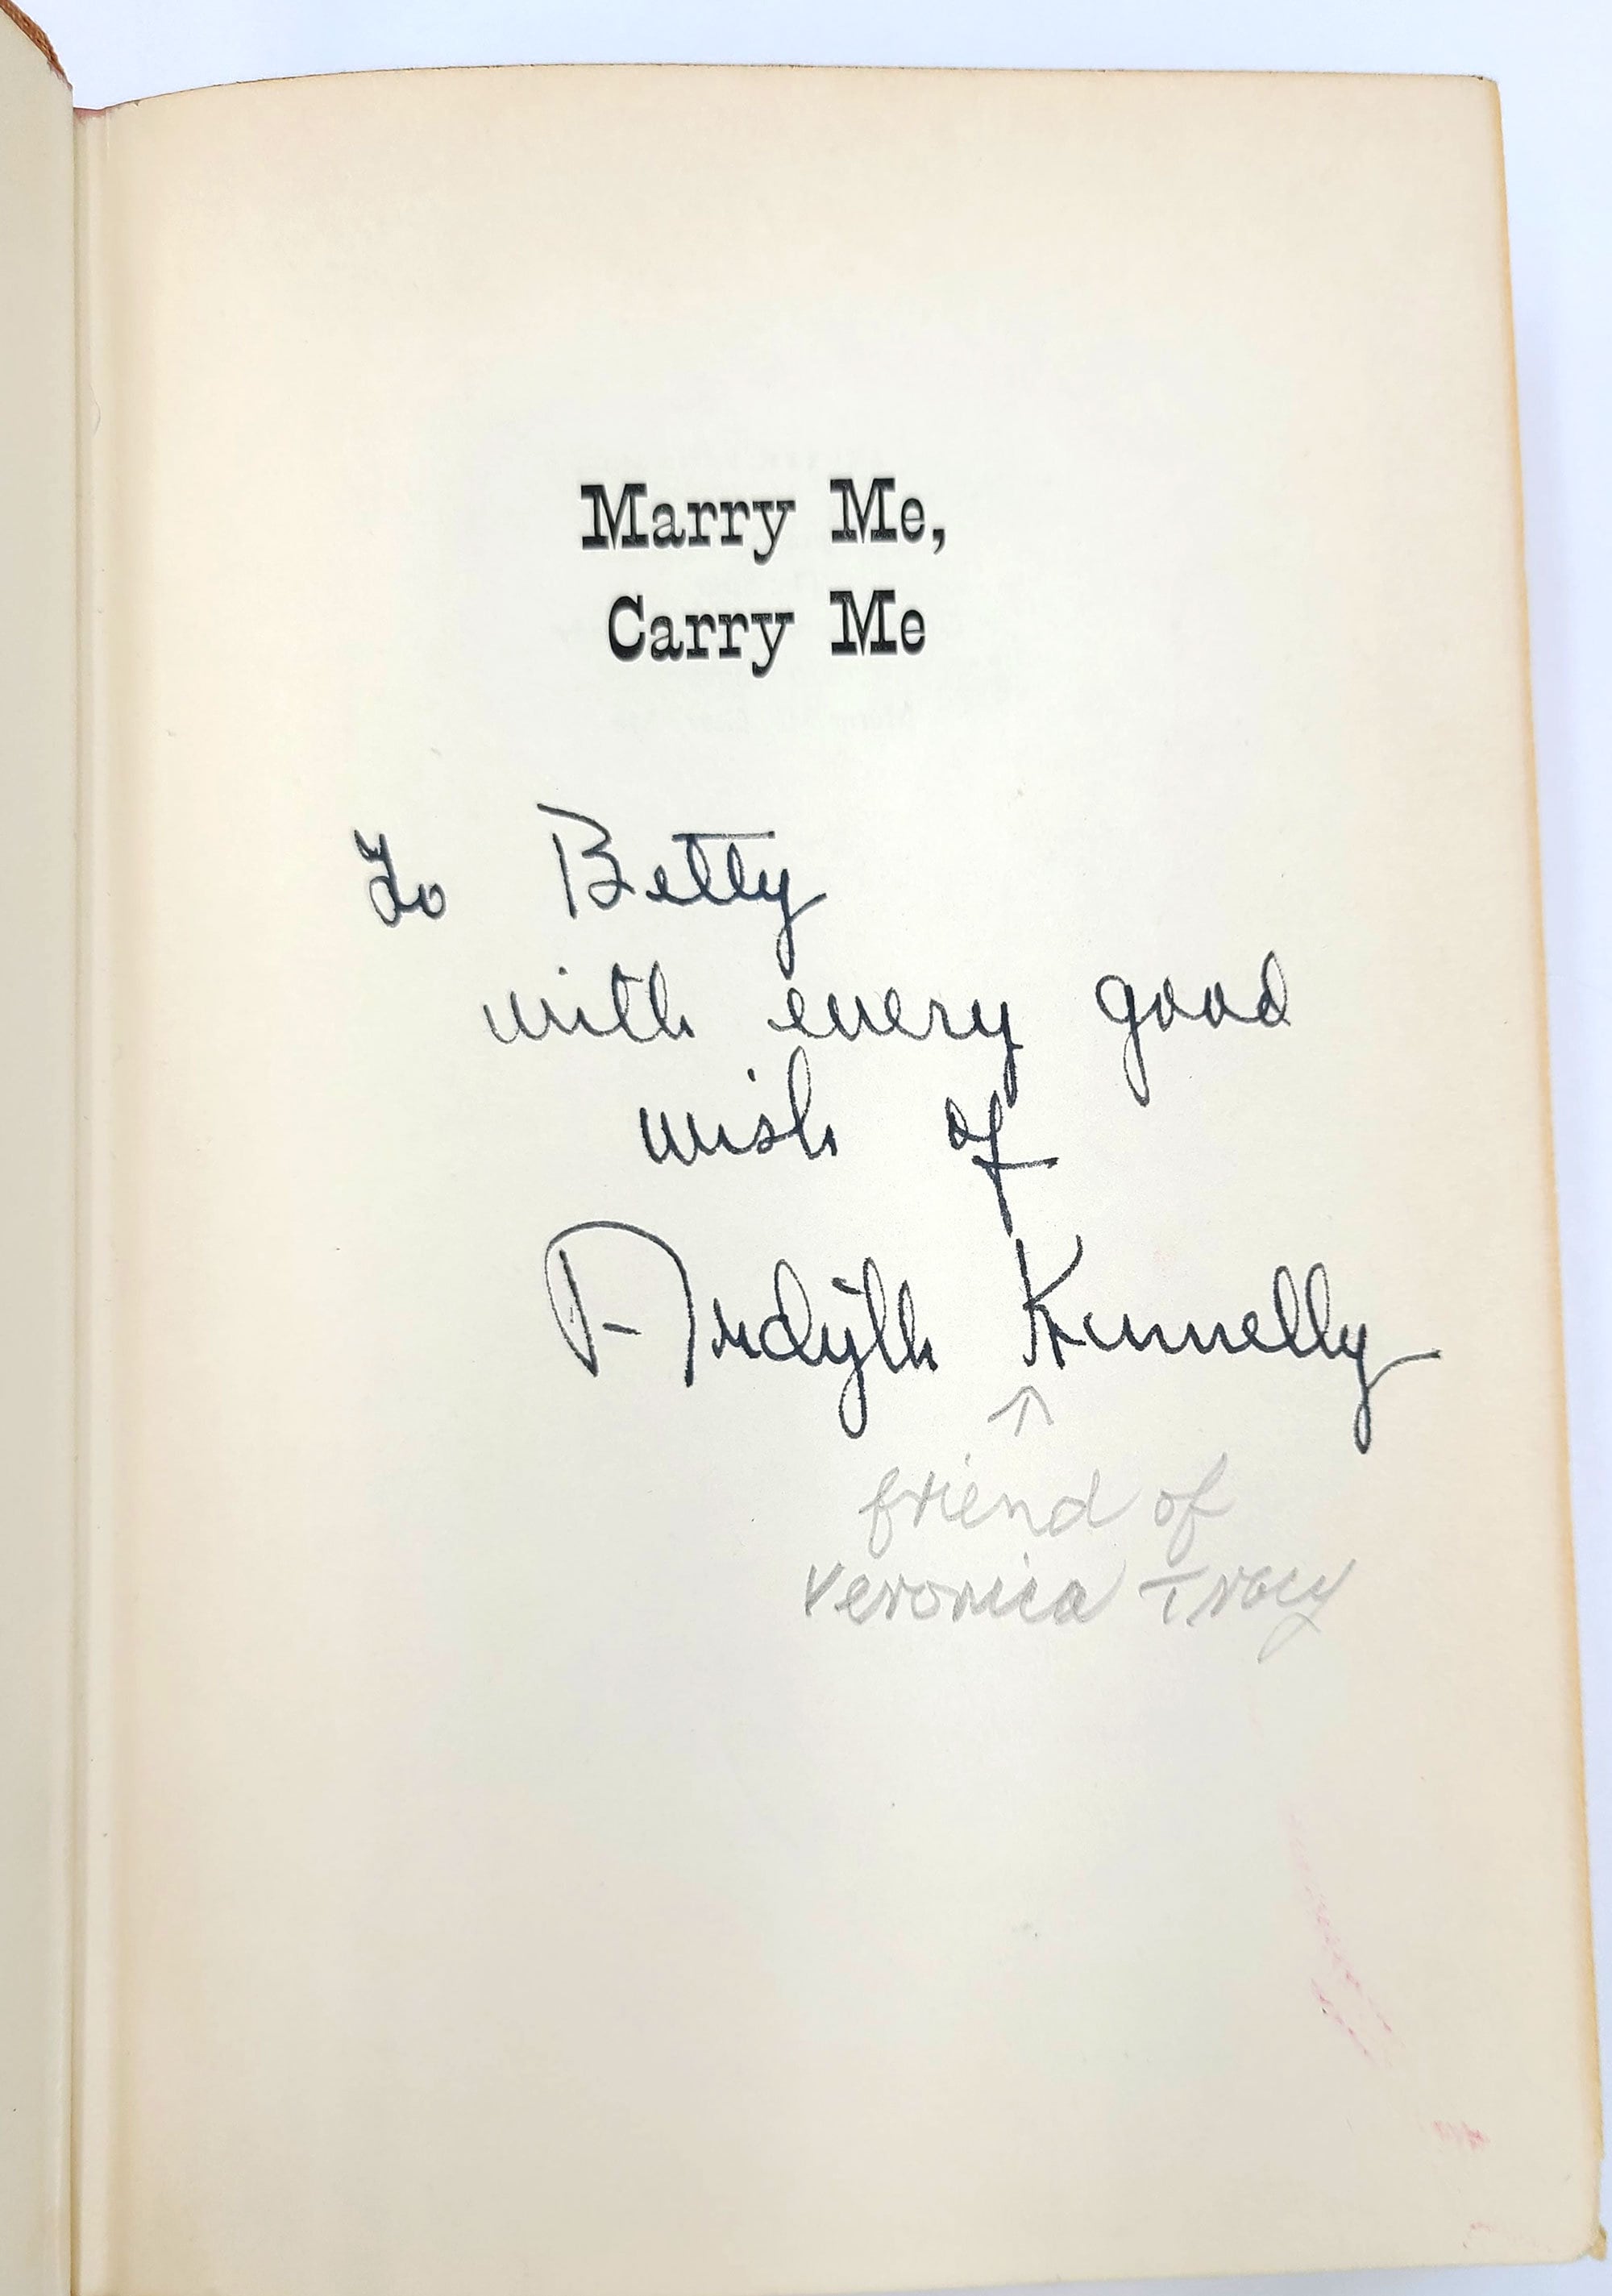 Marry Me,
Carry Me
To Betty
with every good
wish of
Ardyth Kennelly
↑
friend of
Veronica Tracy